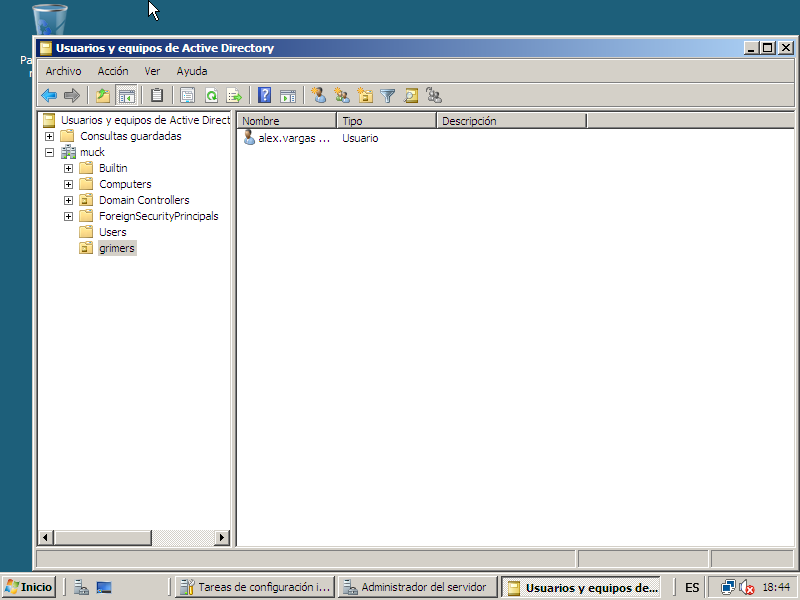 Pa
Usuarios y equipos de Active Directory
Archivo Acción Ver Ayuda
Usuarios y equipos de Active Direct
Consultas guardadas
muck
Builtin
Computers
Domain Controllers
ForeignSecurityPrincipals
Users
grimers
Nombre Tipo Descripción
alex.vargas ... Usuario
Inicio
Tareas de configuración i...
Administrador del servidor
Usuarios y equipos de...
ES
18:44